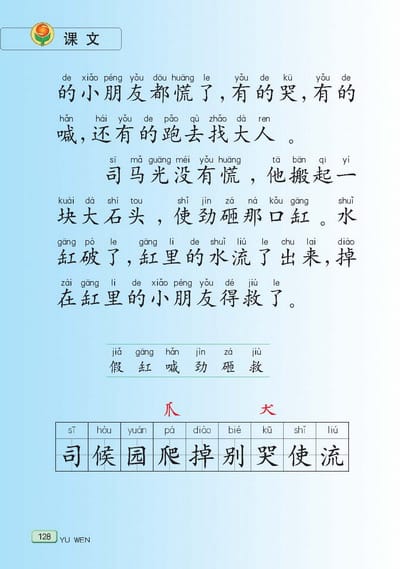 课文
de xiǎo péng yǒu dōu huāng le yǒu de kū yǒu de
的小朋友都慌了,有的哭,有的
hǎn hái yǒu de pǎo qù zhǎo dà ren
喊,还有的跑去找大人。
sī mǎ guāng méi yǒu huāng tā bān qǐ yí
司马光没有慌,他搬起一
kuài dà shí tou shǐ jìn zá nà kǒu gāng shuǐ
块大石头,使劲砸那口缸。水
gāng pò le gāng li de shuǐ liú le chu lai diào
缸破了,缸里的水流了出来,掉
zài gāng li de xiǎo péng yǒu dé jiù le
在缸里的小朋友得救了。
jiǎ gāng hǎn jìn zá jiù
假 缸 喊 劲 砸 救
爪 犬
sī hòu yuán pá diào bié kū shǐ liú
司 候 园 爬 掉 别 哭 使 流
128 YU WEN